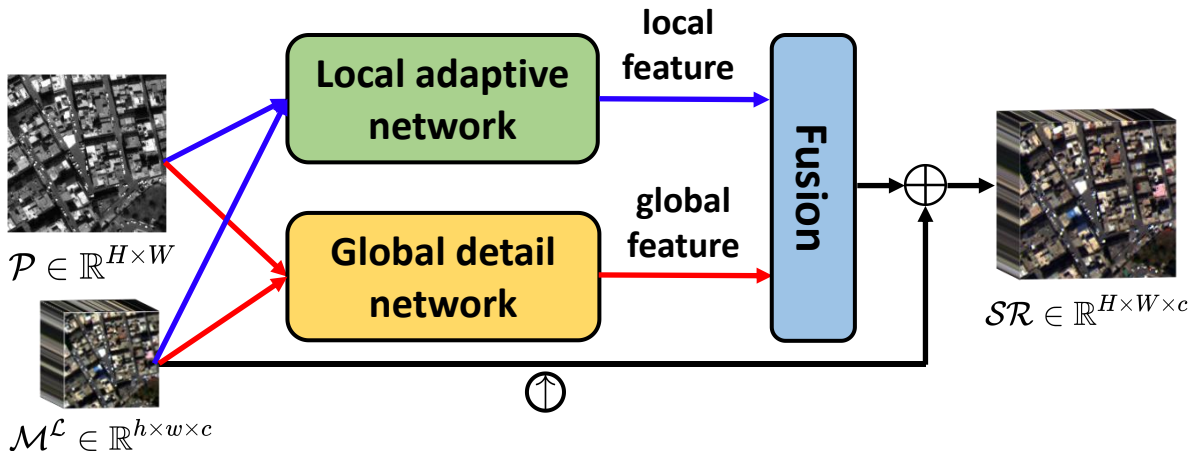 local
feature
Local adaptive
network
Fusion
global
feature
Global detail
network
𝒫 ∈ ℝ^{H×W}
𝒮ℛ ∈ ℝ^{H×W×c}
ℳ^ℒ ∈ ℝ^{h×w×c}